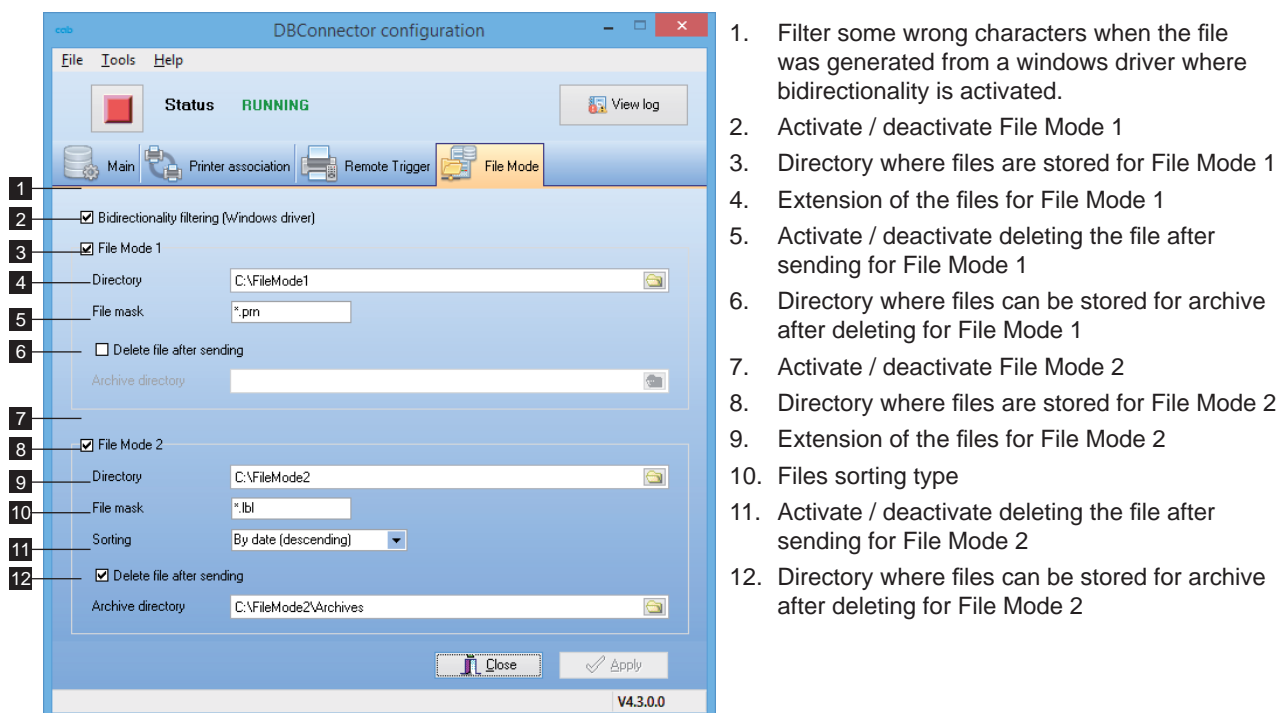 cab DBConnector configuration
File Tools Help
Status RUNNING View log
Main Printer association Remote Trigger File Mode
1
2 Bidirectionality filtering (Windows driver)
3 File Mode 1
4 Directory C:\FileMode1
5 File mask *.prn
6 Delete file after sending
Archive directory
7
8 File Mode 2
9 Directory C:\FileMode2
10 File mask *.lbl
11 Sorting By date (descending)
12 Delete file after sending
Archive directory C:\FileMode2\Archives
Close Apply
V4.3.0.0
1. Filter some wrong characters when the file
was generated from a windows driver where
bidirectionality is activated.
2. Activate / deactivate File Mode 1
3. Directory where files are stored for File Mode 1
4. Extension of the files for File Mode 1
5. Activate / deactivate deleting the file after
sending for File Mode 1
6. Directory where files can be stored for archive
after deleting for File Mode 1
7. Activate / deactivate File Mode 2
8. Directory where files are stored for File Mode 2
9. Extension of the files for File Mode 2
10. Files sorting type
11. Activate / deactivate deleting the file after
sending for File Mode 2
12. Directory where files can be stored for archive
after deleting for File Mode 2